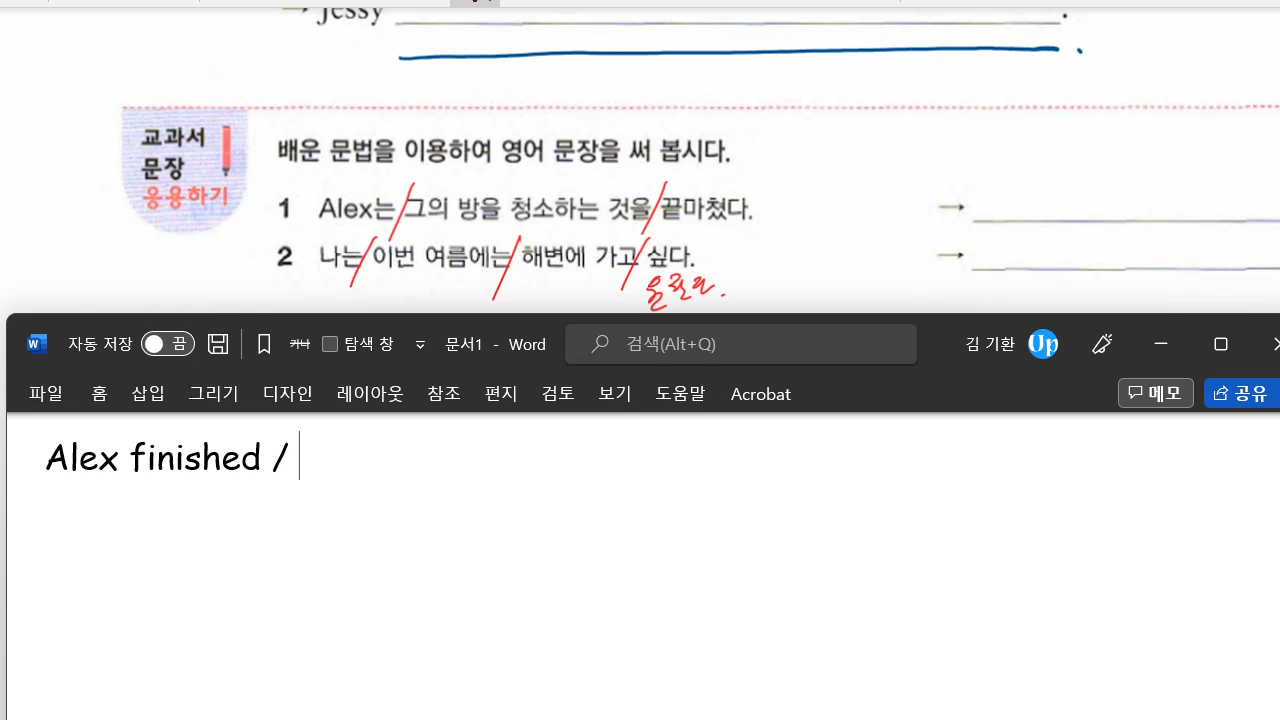 → Jessy .
교과서
문장
응용하기
배운 문법을 이용하여 영어 문장을 써 봅시다.
1 Alex는/그의 방을 청소하는 것을/끝마쳤다. →
2 나는/이번 여름에는/해변에 가고/싶다. →
자동 저장 끔 가나 탐색 창 문서1 - Word 검색(Alt+Q) 김 기환 Up
파일 홈 삽입 그리기 디자인 레이아웃 참조 편지 검토 보기 도움말 Acrobat 메모 공유
Alex finished /